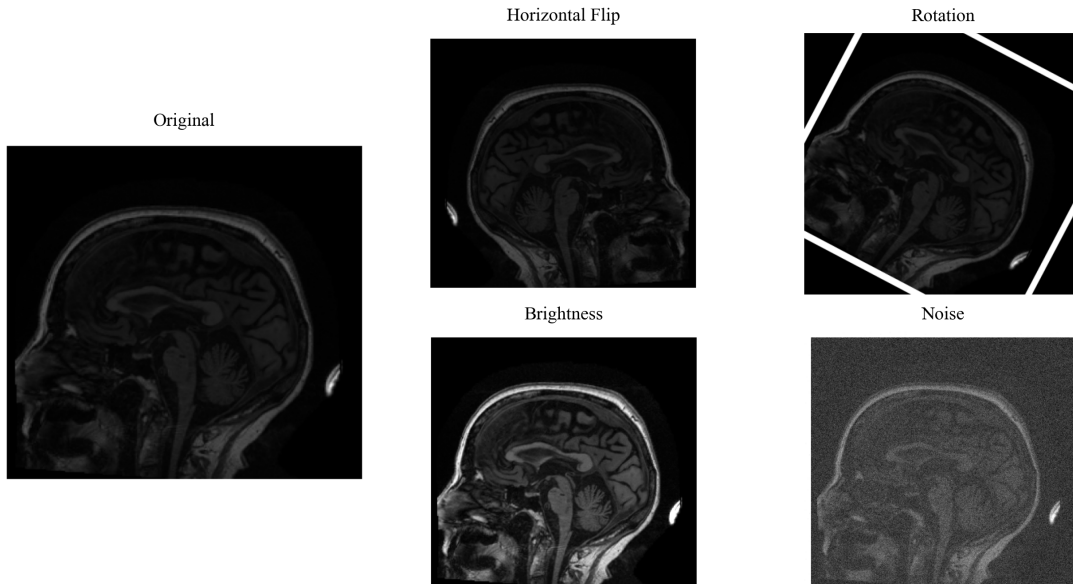 Horizontal Flip
Rotation
Original
Brightness
Noise